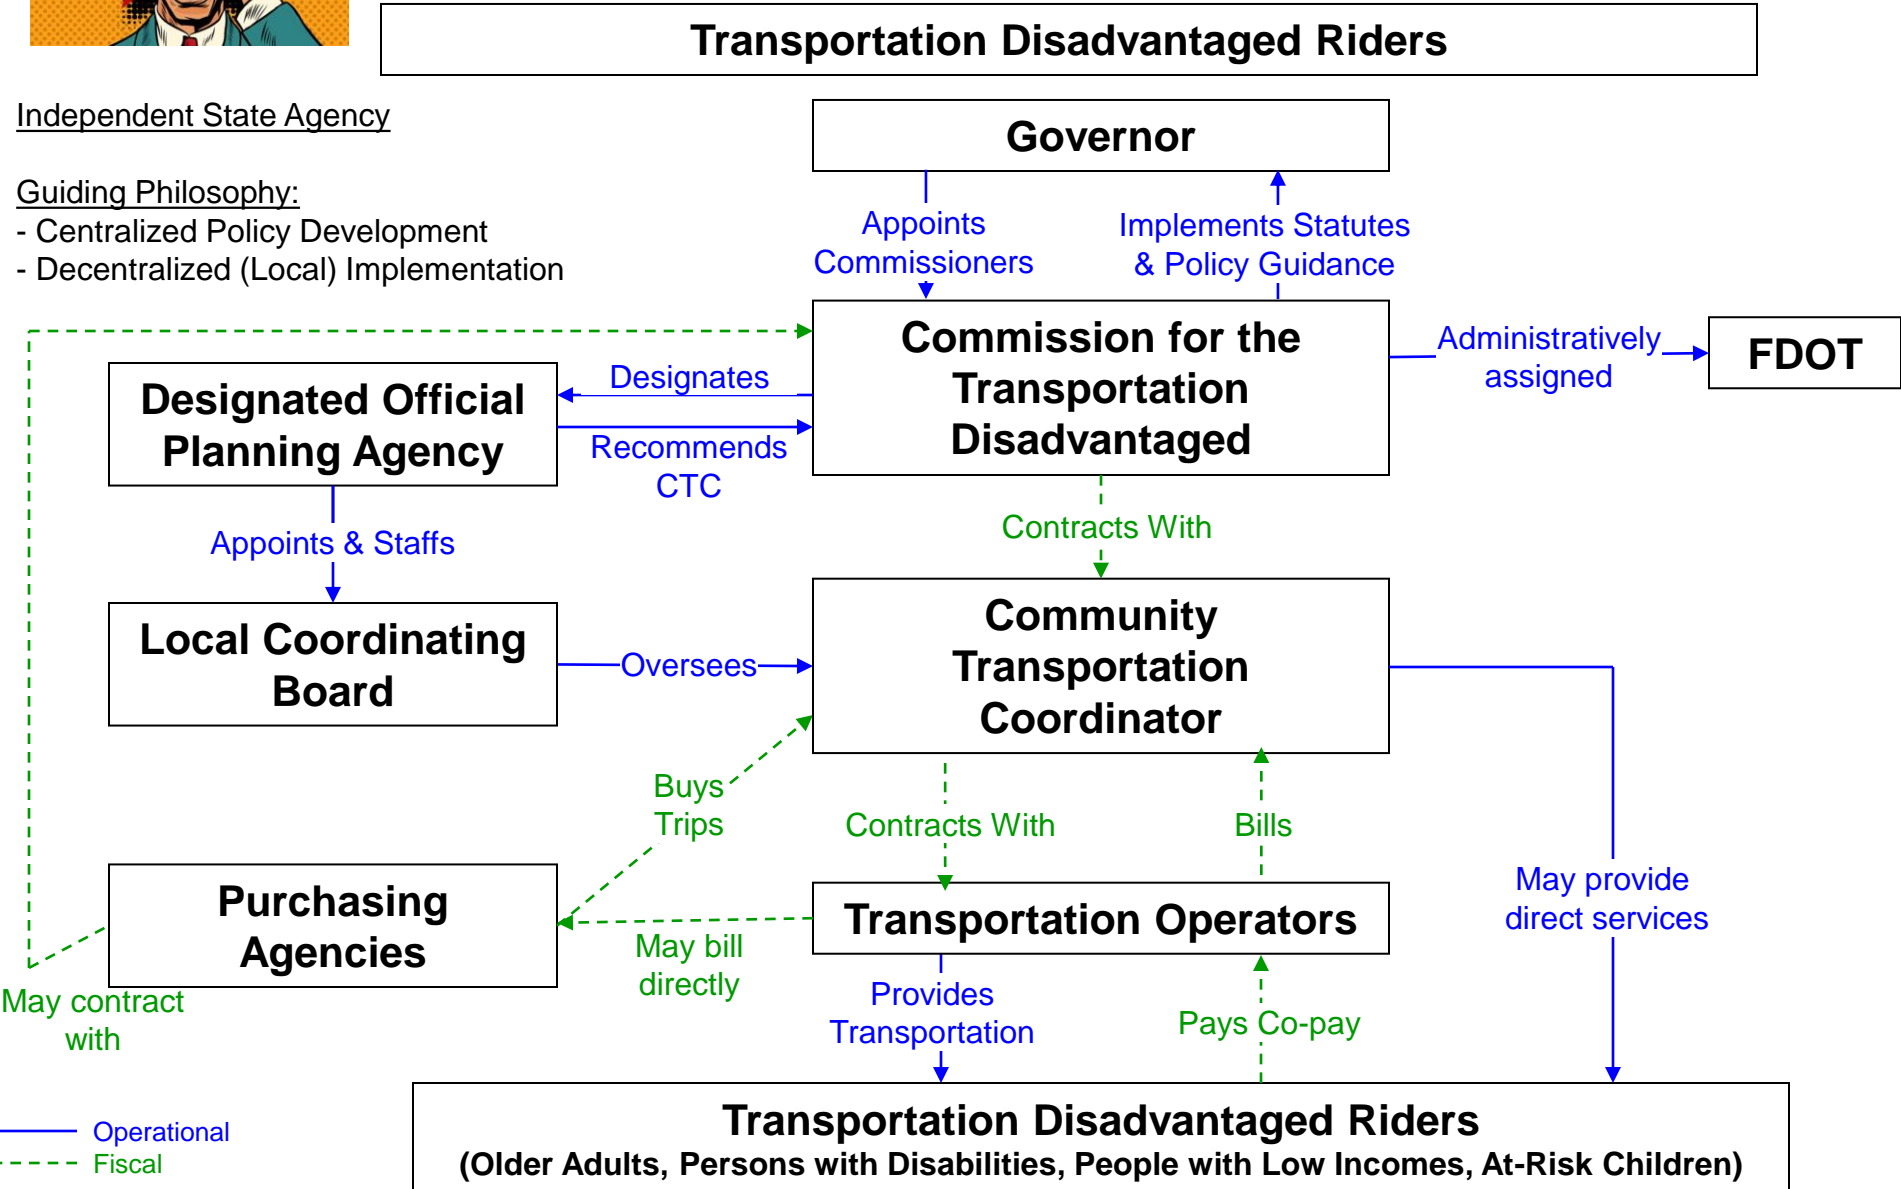 Transportation Disadvantaged Riders
Independent State Agency
Guiding Philosophy:
- Centralized Policy Development
- Decentralized (Local) Implementation
Governor
Appoints
Commissioners
Implements Statutes
& Policy Guidance
Commission for the
Transportation
Disadvantaged
Administratively
assigned
FDOT
Designated Official
Planning Agency
Designates
Recommends
CTC
Appoints & Staffs
Contracts With
Local Coordinating
Board
Oversees
Community
Transportation
Coordinator
Buys
Trips
Contracts With
Bills
May provide
direct services
Purchasing
Agencies
May bill
directly
Transportation Operators
May contract
with
Provides
Transportation
Pays Co-pay
Operational
Fiscal
Transportation Disadvantaged Riders
(Older Adults, Persons with Disabilities, People with Low Incomes, At-Risk Children)